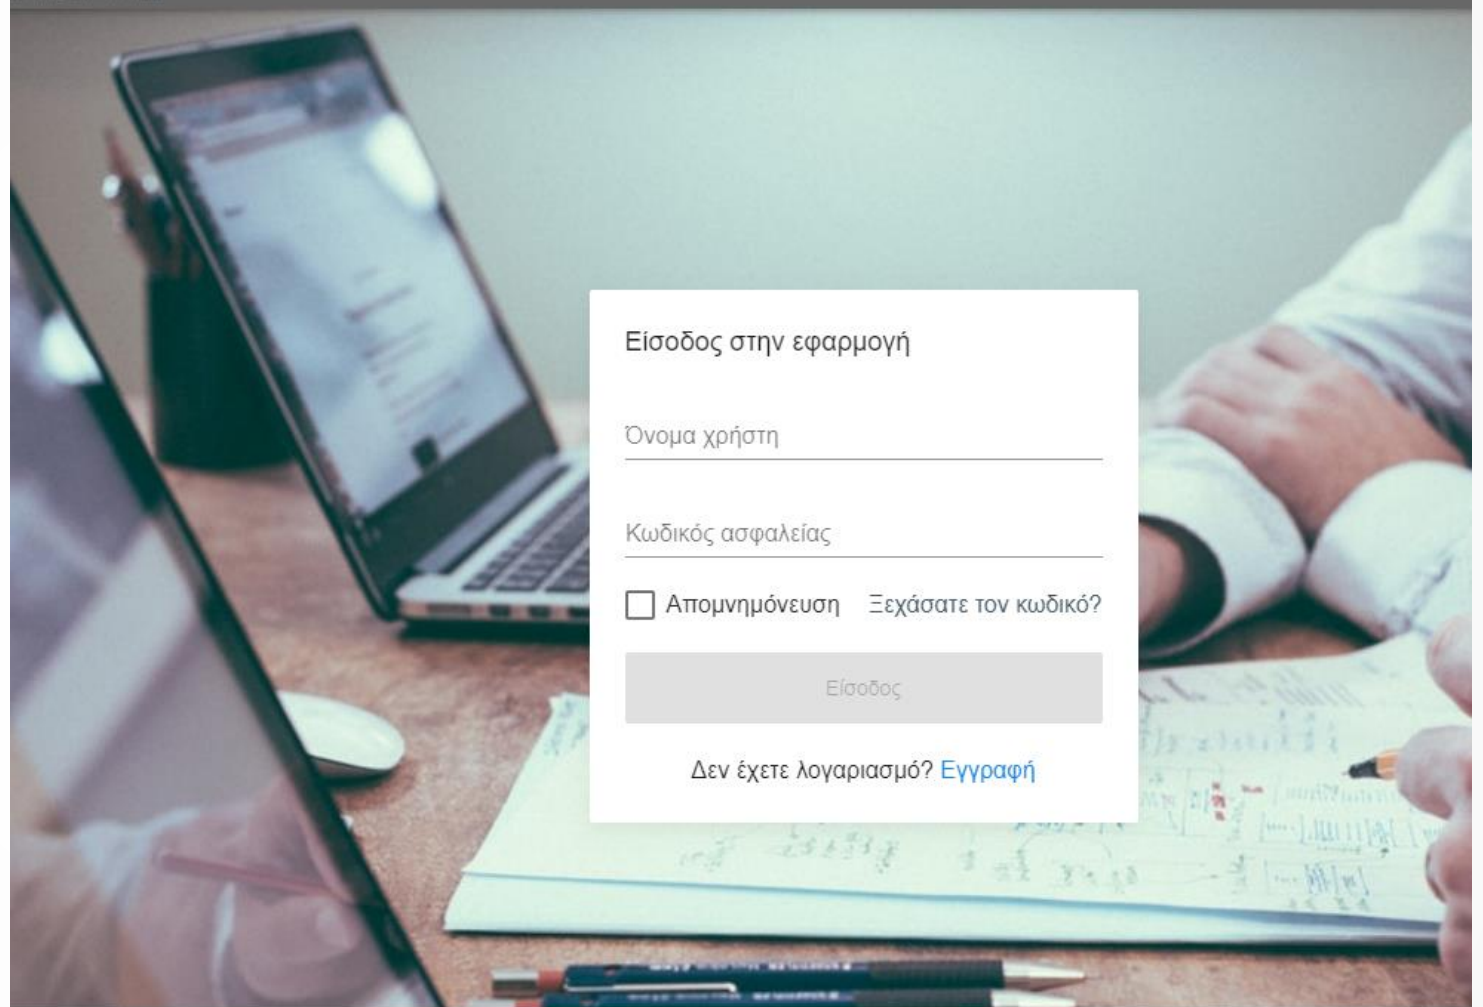 Είσοδος στην εφαρμογή
Όνομα χρήστη
Κωδικός ασφαλείας
Απομνημόνευση Ξεχάσατε τον κωδικό?
Είσοδος
Δεν έχετε λογαριασμό? Εγγραφή